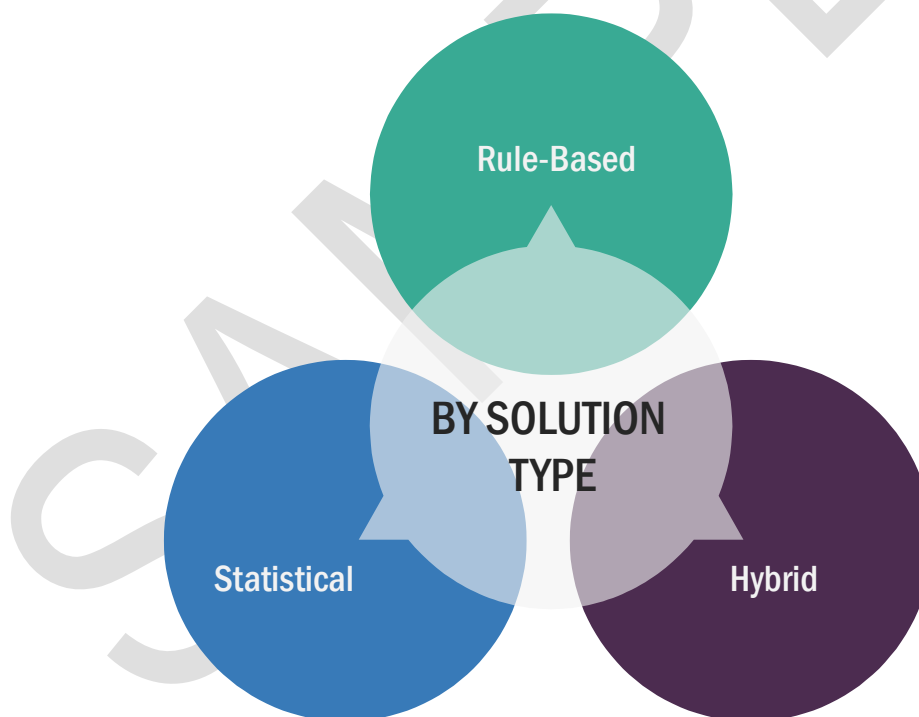 Rule-Based
BY SOLUTION
TYPE
Statistical
Hybrid